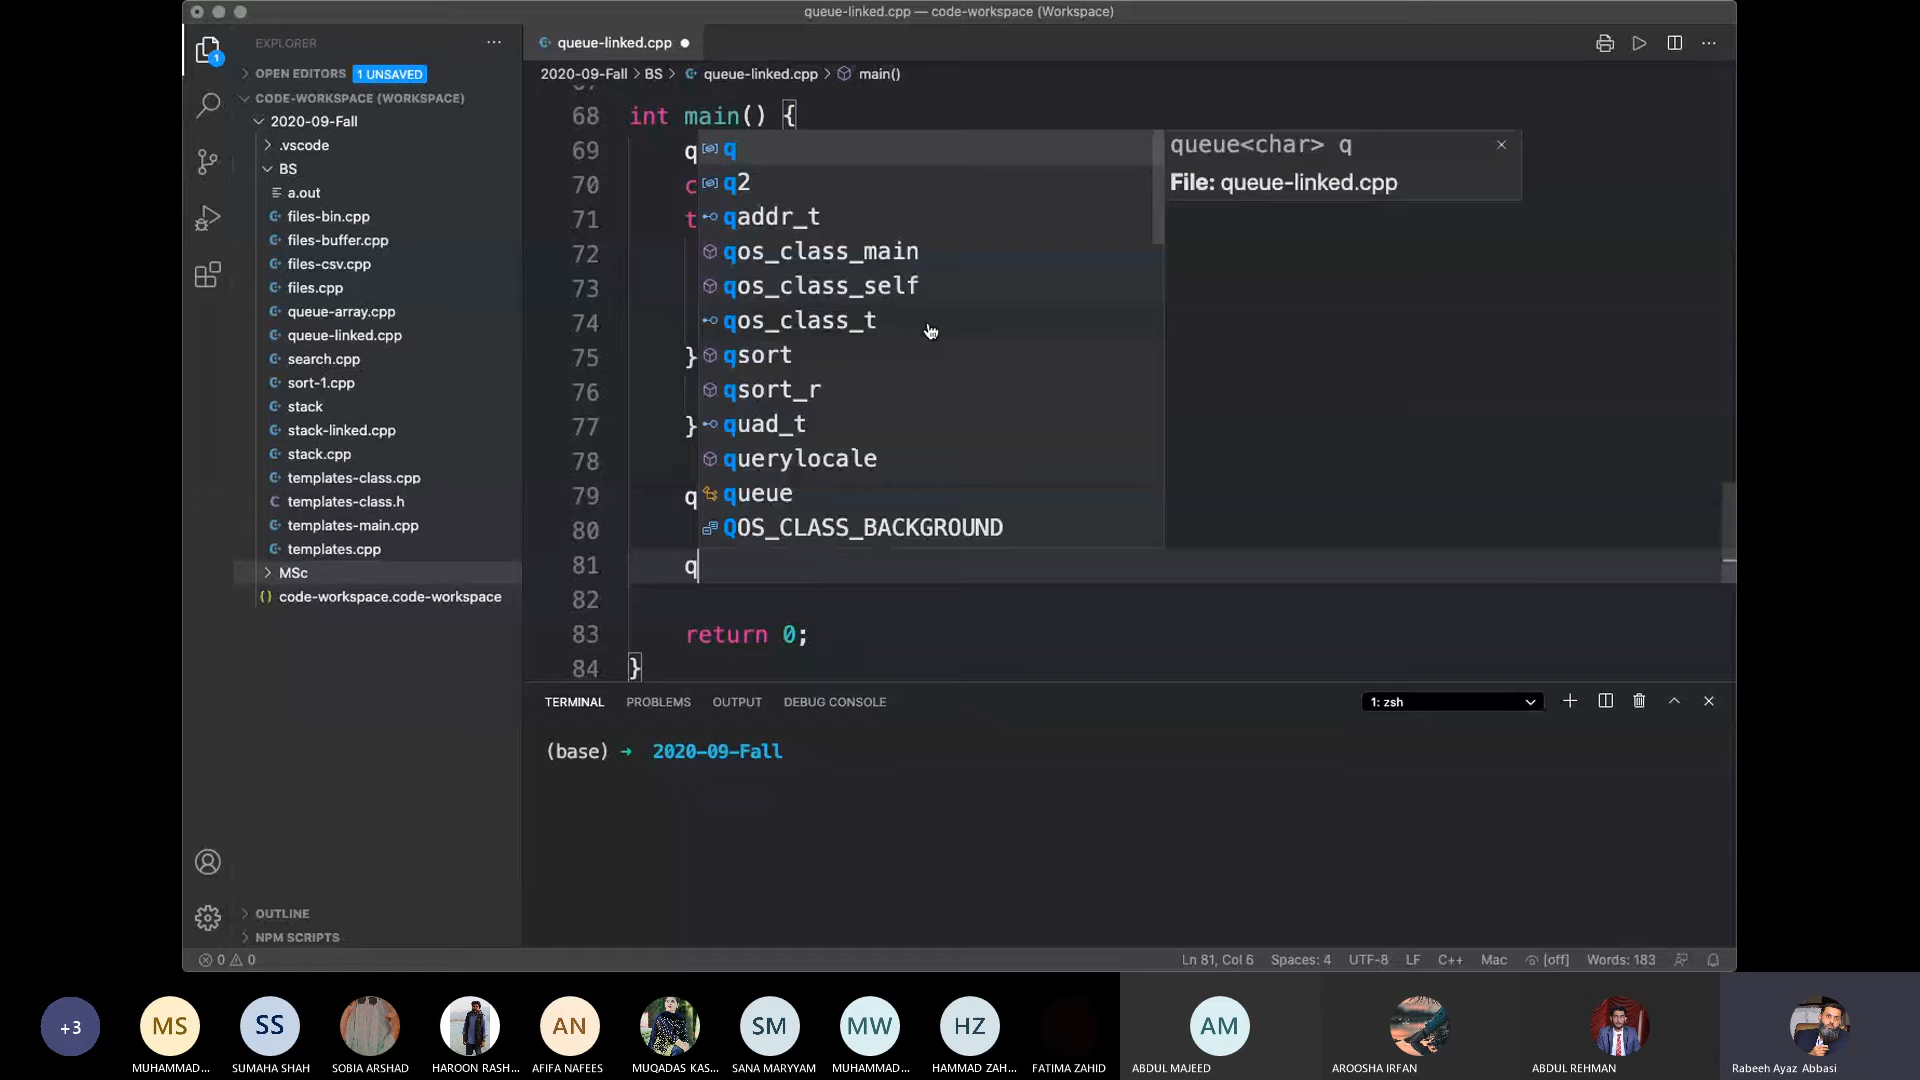 queue-linked.cpp — code-workspace (Workspace)
EXPLORER
queue-linked.cpp
1
OPEN EDITORS 1 UNSAVED
2020-09-Fall > BS > queue-linked.cpp > main()
CODE-WORKSPACE (WORKSPACE)
2020-09-Fall
.vscode
BS
a.out
files-bin.cpp
files-buffer.cpp
files-csv.cpp
files.cpp
queue-array.cpp
queue-linked.cpp
search.cpp
sort-1.cpp
stack
stack-linked.cpp
stack.cpp
templates-class.cpp
templates-class.h
templates-main.cpp
templates.cpp
MSc
code-workspace.code-workspace
OUTLINE
NPM SCRIPTS
68 int main() {
69 q
70 c
71 t
72
73
74
75 }
76
77 }
78
79 q
80
81 q
82
83 return 0;
84 }
q
q2
qaddr_t
qos_class_main
qos_class_self
qos_class_t
qsort
qsort_r
quad_t
querylocale
queue
QOS_CLASS_BACKGROUND
queue<char> q
File: queue-linked.cpp
TERMINAL PROBLEMS OUTPUT DEBUG CONSOLE 1: zsh
(base) → 2020-09-Fall
0 0 Ln 81, Col 6 Spaces: 4 UTF-8 LF C++ Mac [off] Words: 183
+3 MS SS AN SM MW HZ AM
MUHAMMAD... SUMAHA SHAH SOBIA ARSHAD HAROON RASH... AFIFA NAFEES MUQADAS KAS... SANA MARYYAM MUHAMMAD... HAMMAD ZAH... FATIMA ZAHID ABDUL MAJEED AROOSHA IRFAN ABDUL REHMAN Rabeeh Ayaz Abbasi